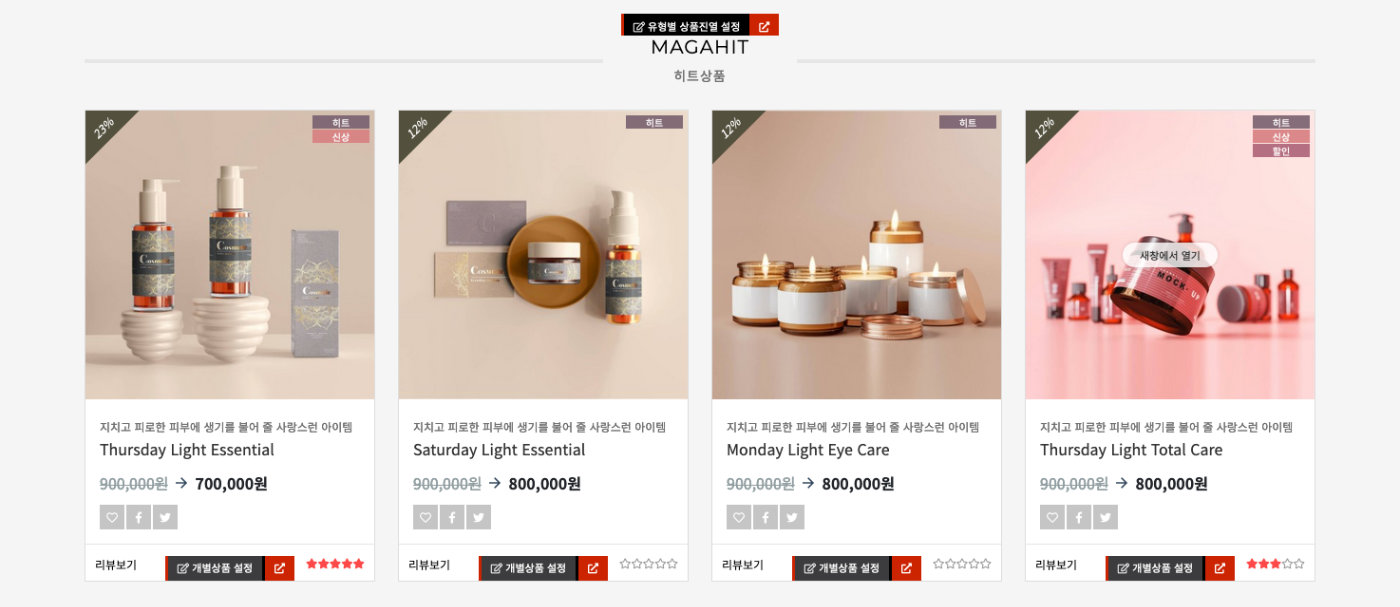 유형별 상품진열 설정
MAGAHIT
히트상품
23%
히트
신상
Cosme
Cosme
지치고 피로한 피부에 생기를 불어 줄 사랑스런 아이템
Thursday Light Essential
900,000원 → 700,000원
리뷰보기
개별상품 설정
12%
히트
지치고 피로한 피부에 생기를 불어 줄 사랑스런 아이템
Saturday Light Essential
900,000원 → 800,000원
리뷰보기
개별상품 설정
12%
히트
지치고 피로한 피부에 생기를 불어 줄 사랑스런 아이템
Monday Light Eye Care
900,000원 → 800,000원
리뷰보기
개별상품 설정
12%
히트
신상
할인
새창에서 열기
MOCK-UP
지치고 피로한 피부에 생기를 불어 줄 사랑스런 아이템
Thursday Light Total Care
900,000원 → 800,000원
리뷰보기
개별상품 설정